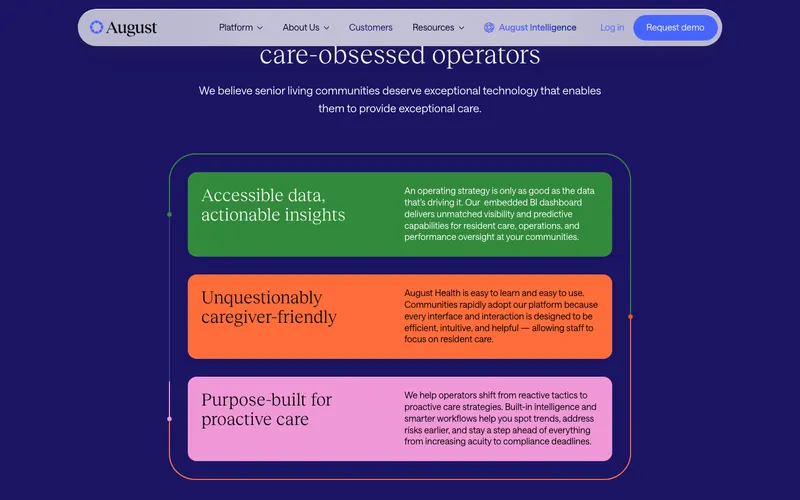 August
Platform
About Us
Customers
Resources
August Intelligence
Log in
Request demo
care-obsessed operators
We believe senior living communities deserve exceptional technology that enables
them to provide exceptional care.
Accessible data,
actionable insights
An operating strategy is only as good as the data
that's driving it. Our embedded BI dashboard
delivers unmatched visibility and predictive
capabilities for resident care, operations, and
performance oversight at your communities.
Unquestionably
caregiver-friendly
August Health is easy to learn and easy to use.
Communities rapidly adopt our platform because
every interface and interaction is designed to be
efficient, intuitive, and helpful — allowing staff to
focus on resident care.
Purpose-built for
proactive care
We help operators shift from reactive tactics to
proactive care strategies. Built-in intelligence and
smarter workflows help you spot trends, address
risks earlier, and stay a step ahead of everything
from increasing acuity to compliance deadlines.